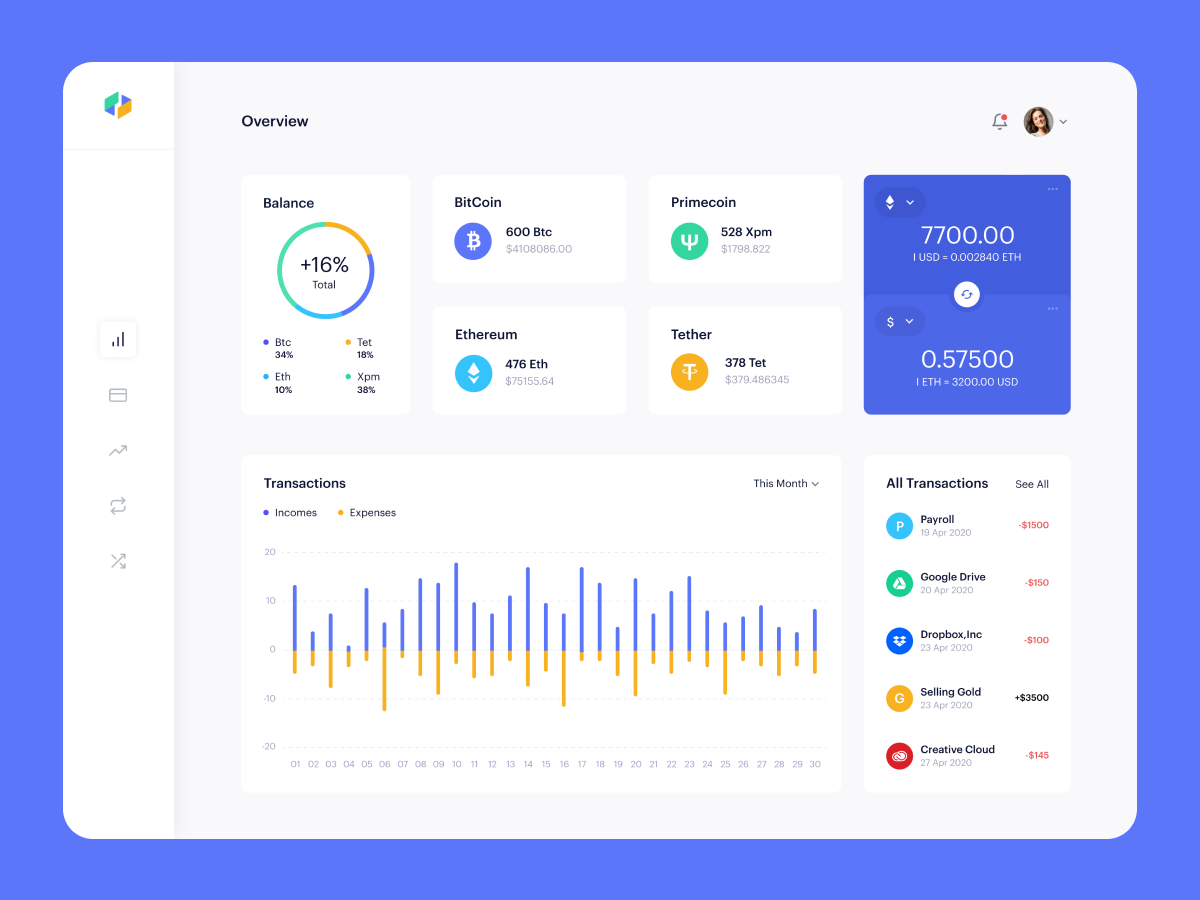 Overview
Balance
+16%
Total
Btc
34%
Tet
18%
Eth
10%
Xpm
38%
BitCoin
600 Btc
$4108086.00
Primecoin
528 Xpm
$1798.822
Ethereum
476 Eth
$75155.64
Tether
378 Tet
$379.486345
7700.00
I USD = 0.002840 ETH
$
0.57500
I ETH = 3200.00 USD
Transactions
This Month
Incomes
Expenses
20
10
0
-10
-20
01 02 03 04 05 06 07 08 09 10 11 12 13 14 15 16 17 18 19 20 21 22 23 24 25 26 27 28 29 30
All Transactions
See All
P
Payroll
19 Apr 2020
-$1500
Google Drive
20 Apr 2020
-$150
Dropbox,Inc
23 Apr 2020
-$100
G
Selling Gold
23 Apr 2020
+$3500
Creative Cloud
27 Apr 2020
-$145